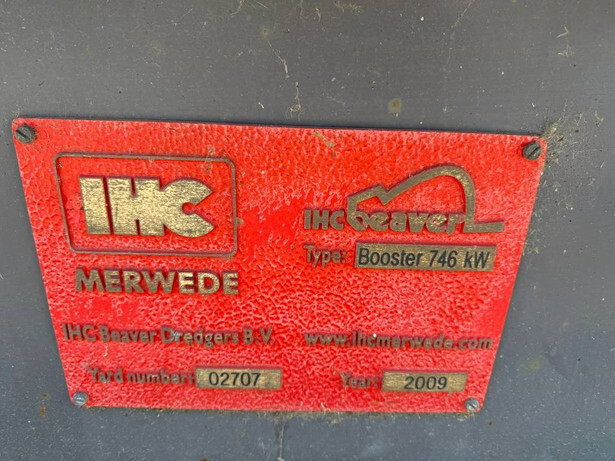 IHC
MERWEDE
IHC beaver
Type: Booster 746 kW
IHC Beaver Dredgers B.V.
www.ihcmerwede.com
Yard number: 02707
Year: 2009